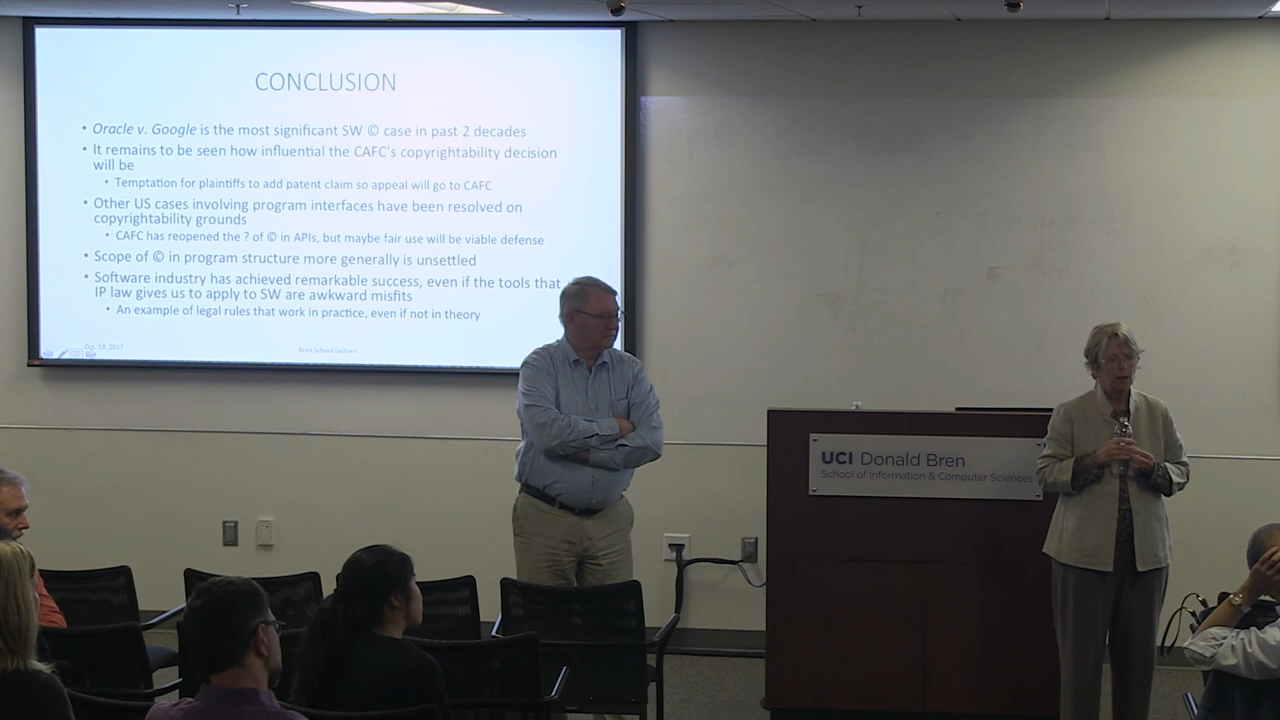 CONCLUSION
• Oracle v. Google is the most significant SW © case in past 2 decades
• It remains to be seen how influential the CAFC's copyrightability decision
will be
• Temptation for plaintiffs to add patent claim so appeal will go to CAFC
• Other US cases involving program interfaces have been resolved on
copyrightability grounds
• CAFC has reopened the ? of © in APIs, but maybe fair use will be viable defense
• Scope of © in program structure more generally is unsettled
• Software industry has achieved remarkable success, even if the tools that
IP law gives us to apply to SW are awkward misfits
• An example of legal rules that work in practice, even if not in theory
Oct. 19, 2017
Bren School Lecture
UCI Donald Bren
School of Information & Computer Sciences